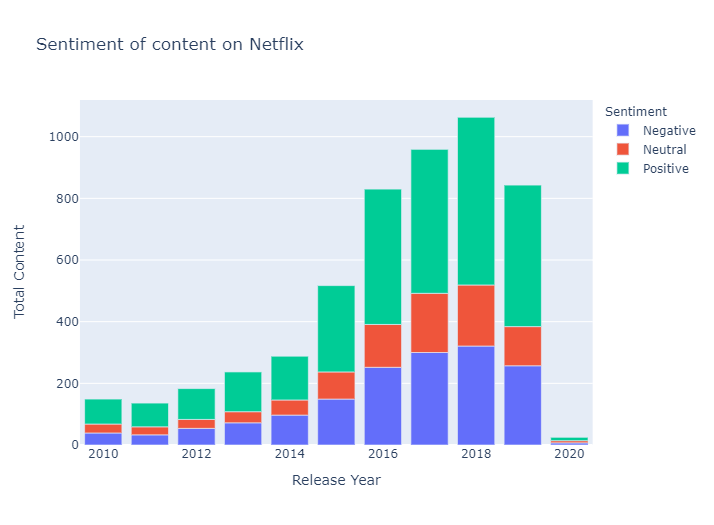 Sentiment of content on Netflix
Sentiment
Negative
Neutral
Positive
Total Content
1000
800
600
400
200
0
2010 2012 2014 2016 2018 2020
Release Year